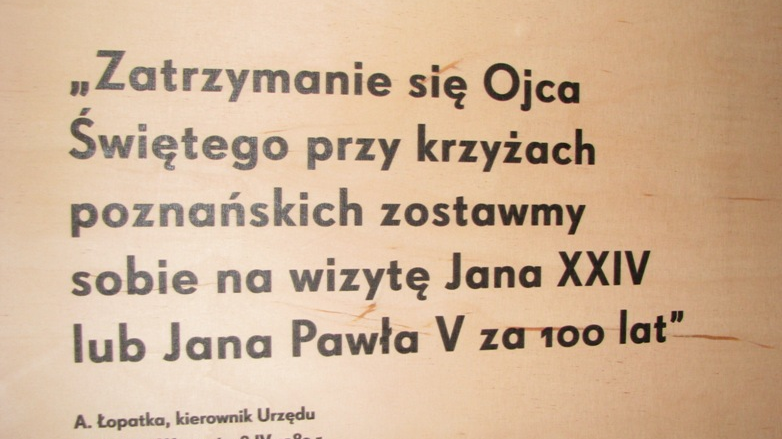 „Zatrzymanie się Ojca
Świętego przy krzyżach
poznańskich zostawmy
sobie na wizytę Jana XXIV
lub Jana Pawła V za 100 lat”
A. Łopatka, kierownik Urzędu